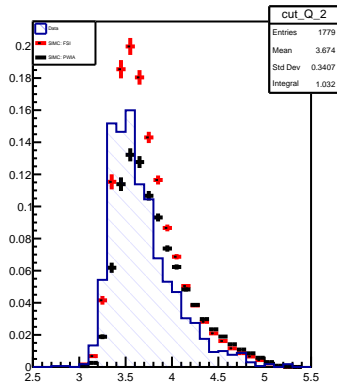 cut_Q_2
Entries 1779
Mean 3.674
Std Dev 0.3407
Integral 1.032
Data
SIMC: FSI
SIMC: PWIA
0.2
0.18
0.16
0.14
0.12
0.1
0.08
0.06
0.04
0.02
0
2.5 3 3.5 4 4.5 5 5.5